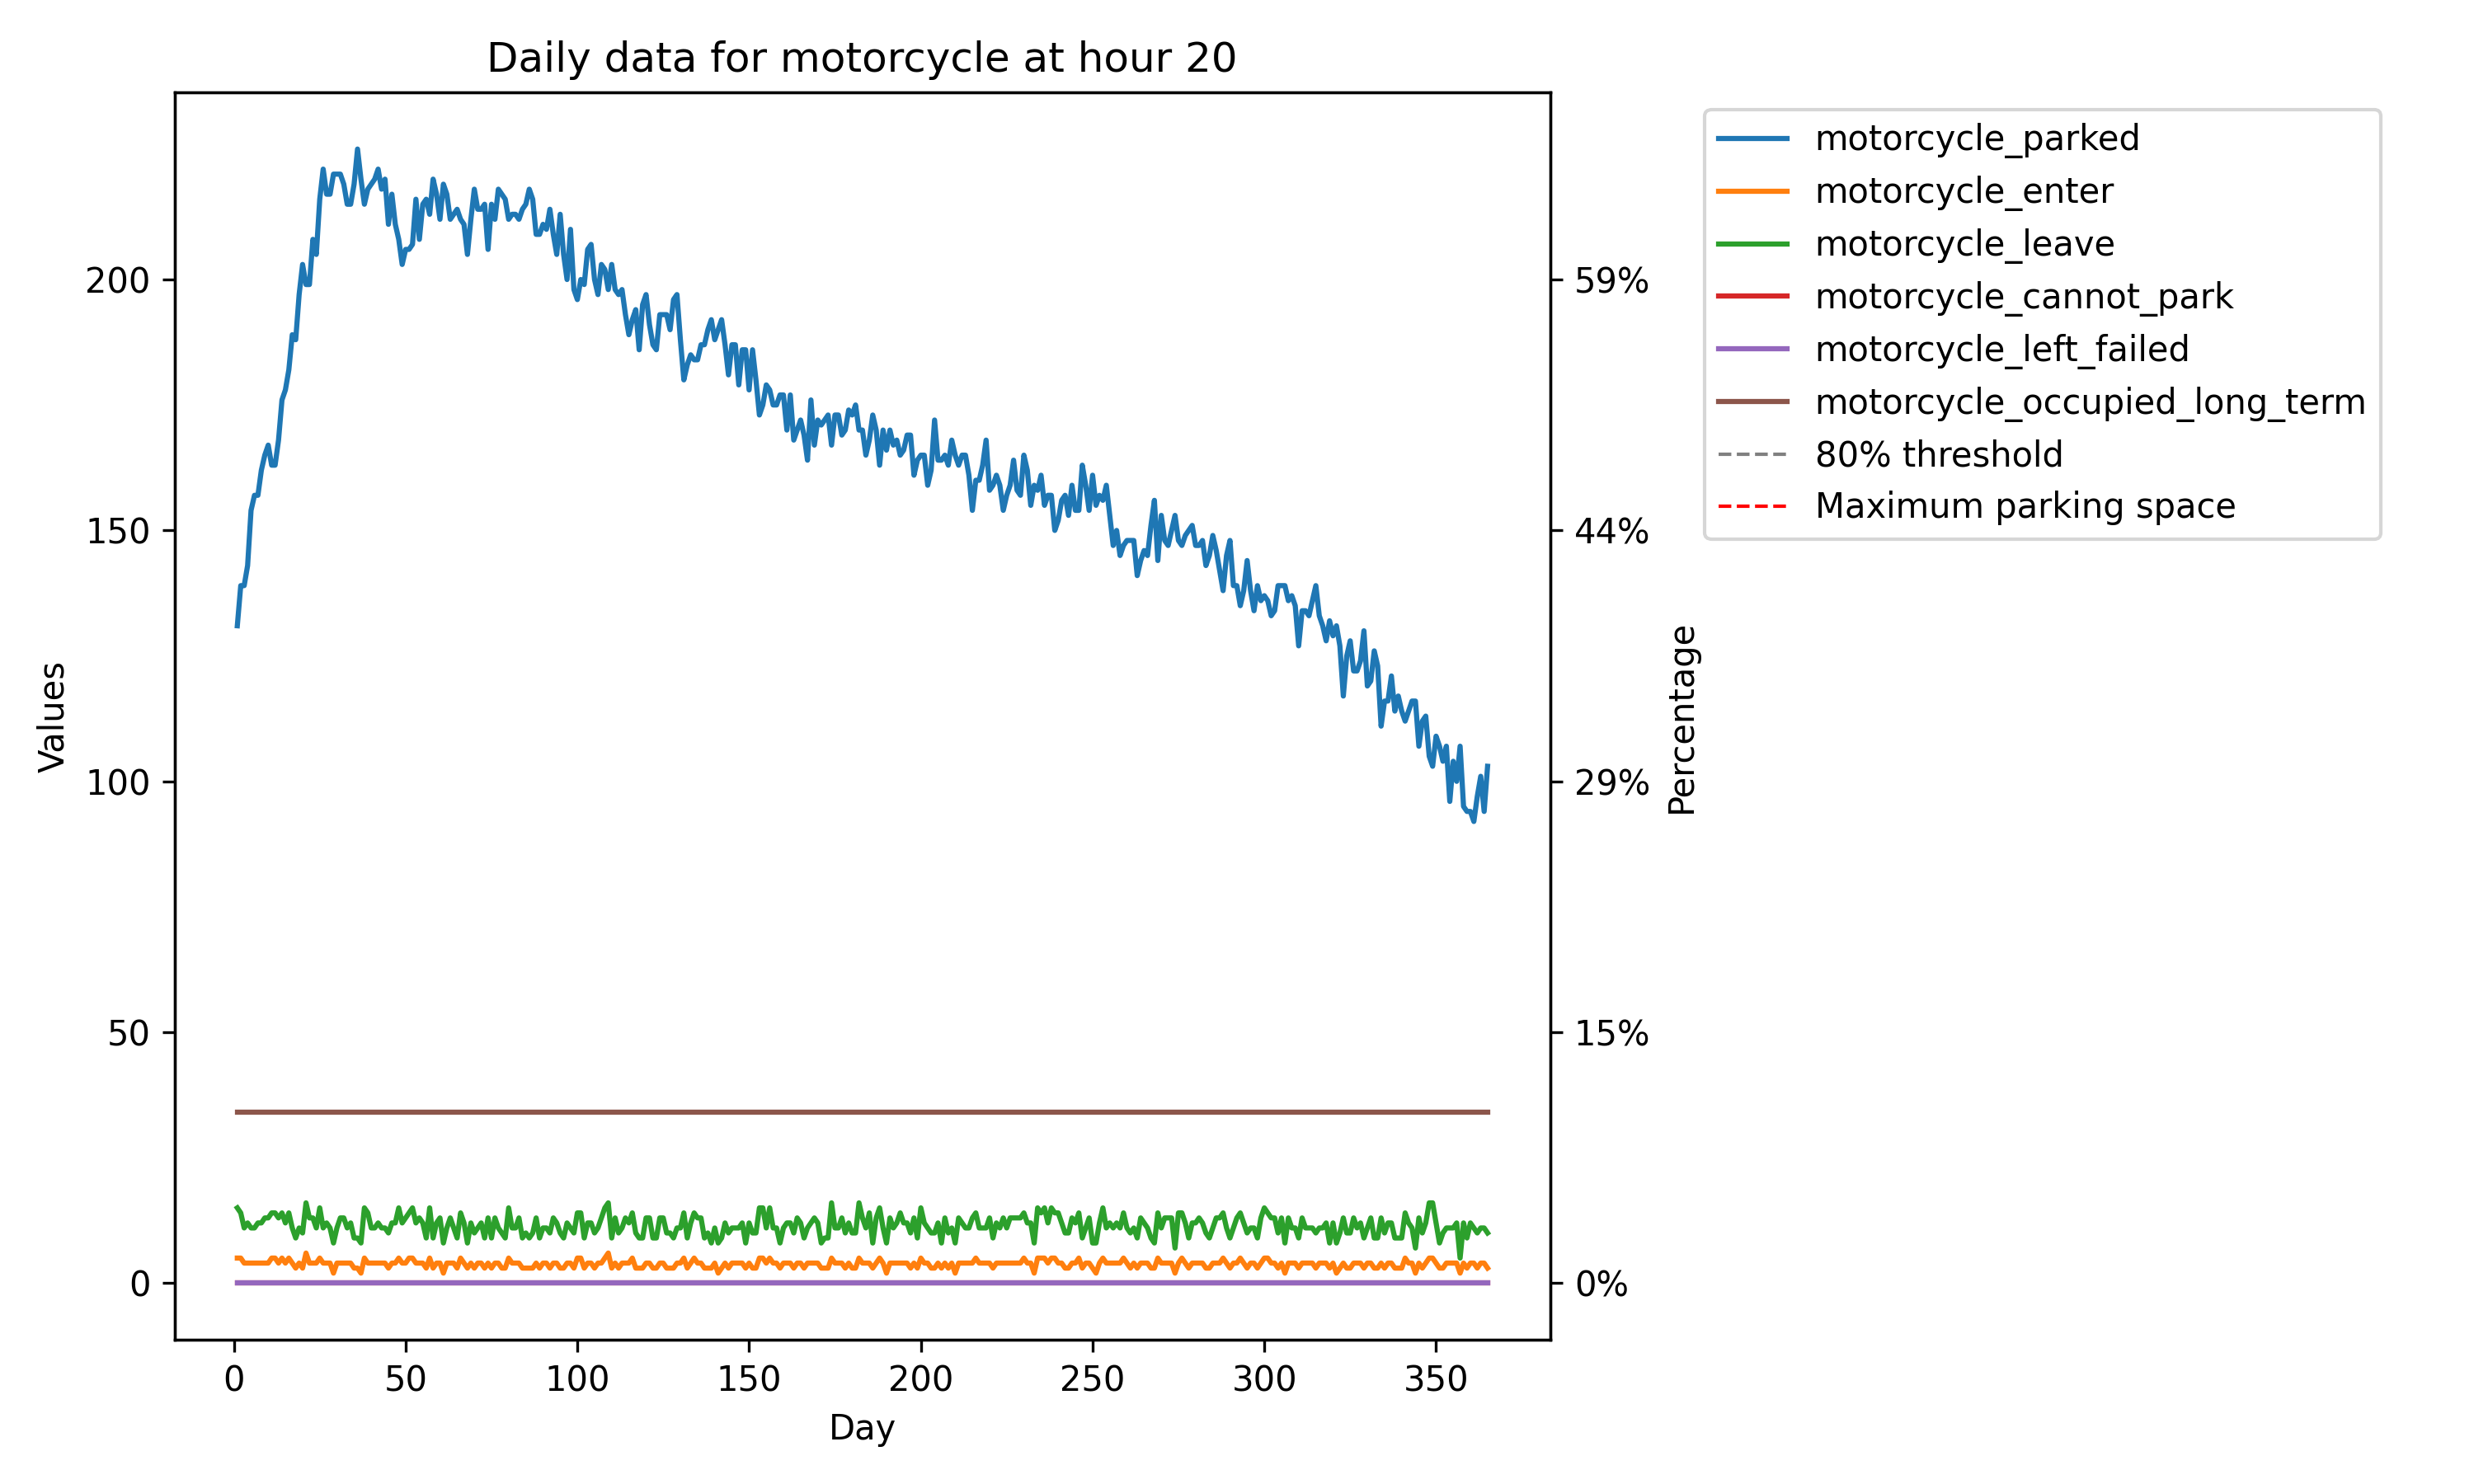 Daily data for motorcycle at hour 20
motorcycle_parked
motorcycle_enter
motorcycle_leave
motorcycle_cannot_park
motorcycle_left_failed
motorcycle_occupied_long_term
80% threshold
Maximum parking space
Values
200
150
100
50
0
59%
44%
29%
15%
0%
Percentage
0 50 100 150 200 250 300 350
Day